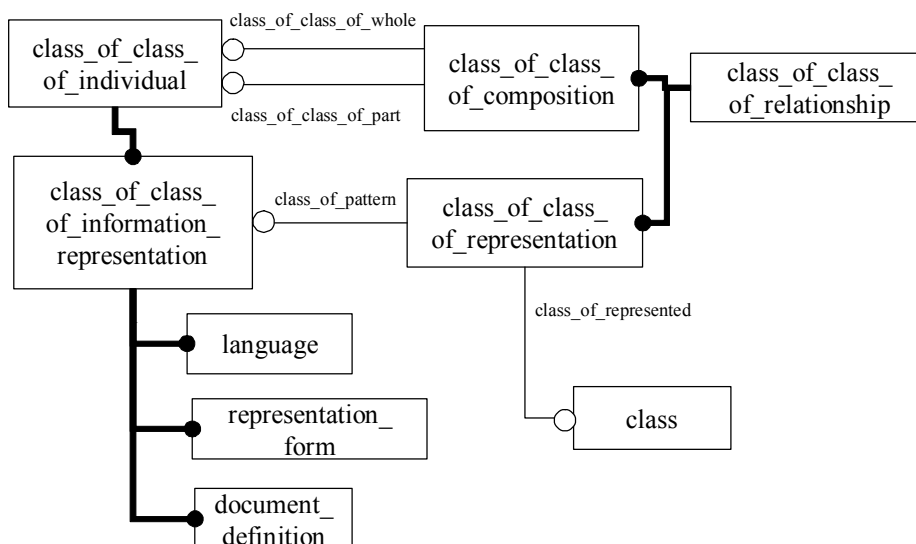 class_of_class_of_whole
class_of_class_
of_individual
class_of_class_
of_composition
class_of_class_
of_relationship
class_of_class_of_part
class_of_class_
of_information_
representation
class_of_pattern
class_of_class_
of_representation
class_of_represented
language
class
representation_
form
document_
definition